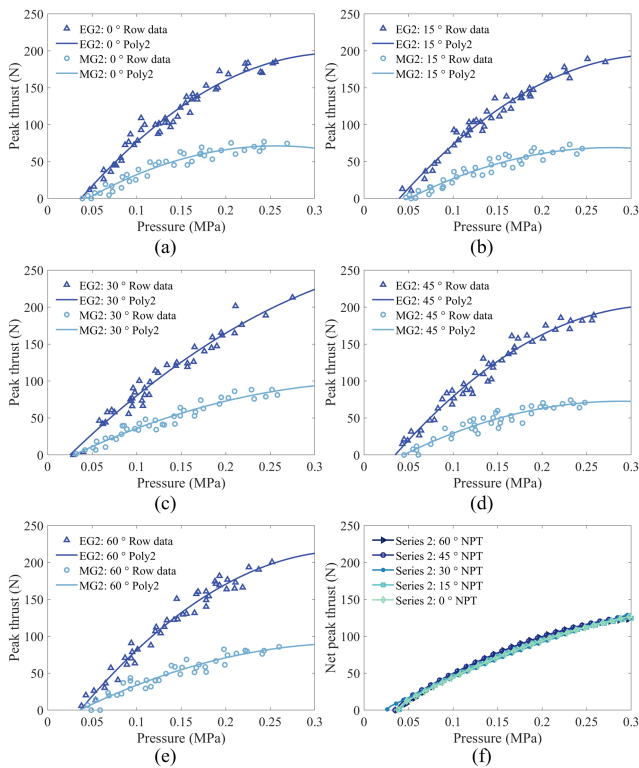 250
200
150
100
50
0
Peak thrust (N)
EG2: 0 ° Row data
EG2: 0 ° Poly2
MG2: 0 ° Row data
MG2: 0 ° Poly2
0 0.05 0.1 0.15 0.2 0.25 0.3
Pressure (MPa)
(a)
250
200
150
100
50
0
Peak thrust (N)
EG2: 15 ° Row data
EG2: 15 ° Poly2
MG2: 15 ° Row data
MG2: 15 ° Poly2
0 0.05 0.1 0.15 0.2 0.25 0.3
Pressure (MPa)
(b)
250
200
150
100
50
0
Peak thrust (N)
EG2: 30 ° Row data
EG2: 30 ° Poly2
MG2: 30 ° Row data
MG2: 30 ° Poly2
0 0.05 0.1 0.15 0.2 0.25 0.3
Pressure (MPa)
(c)
250
200
150
100
50
0
Peak thrust (N)
EG2: 45 ° Row data
EG2: 45 ° Poly2
MG2: 45 ° Row data
MG2: 45 ° Poly2
0 0.05 0.1 0.15 0.2 0.25 0.3
Pressure (MPa)
(d)
250
200
150
100
50
0
Peak thrust (N)
EG2: 60 ° Row data
EG2: 60 ° Poly2
MG2: 60 ° Row data
MG2: 60 ° Poly2
0 0.05 0.1 0.15 0.2 0.25 0.3
Pressure (MPa)
(e)
250
200
150
100
50
0
Net peak thrust (N)
Series 2: 60 ° NPT
Series 2: 45 ° NPT
Series 2: 30 ° NPT
Series 2: 15 ° NPT
Series 2: 0 ° NPT
0 0.05 0.1 0.15 0.2 0.25 0.3
Pressure (MPa)
(f)